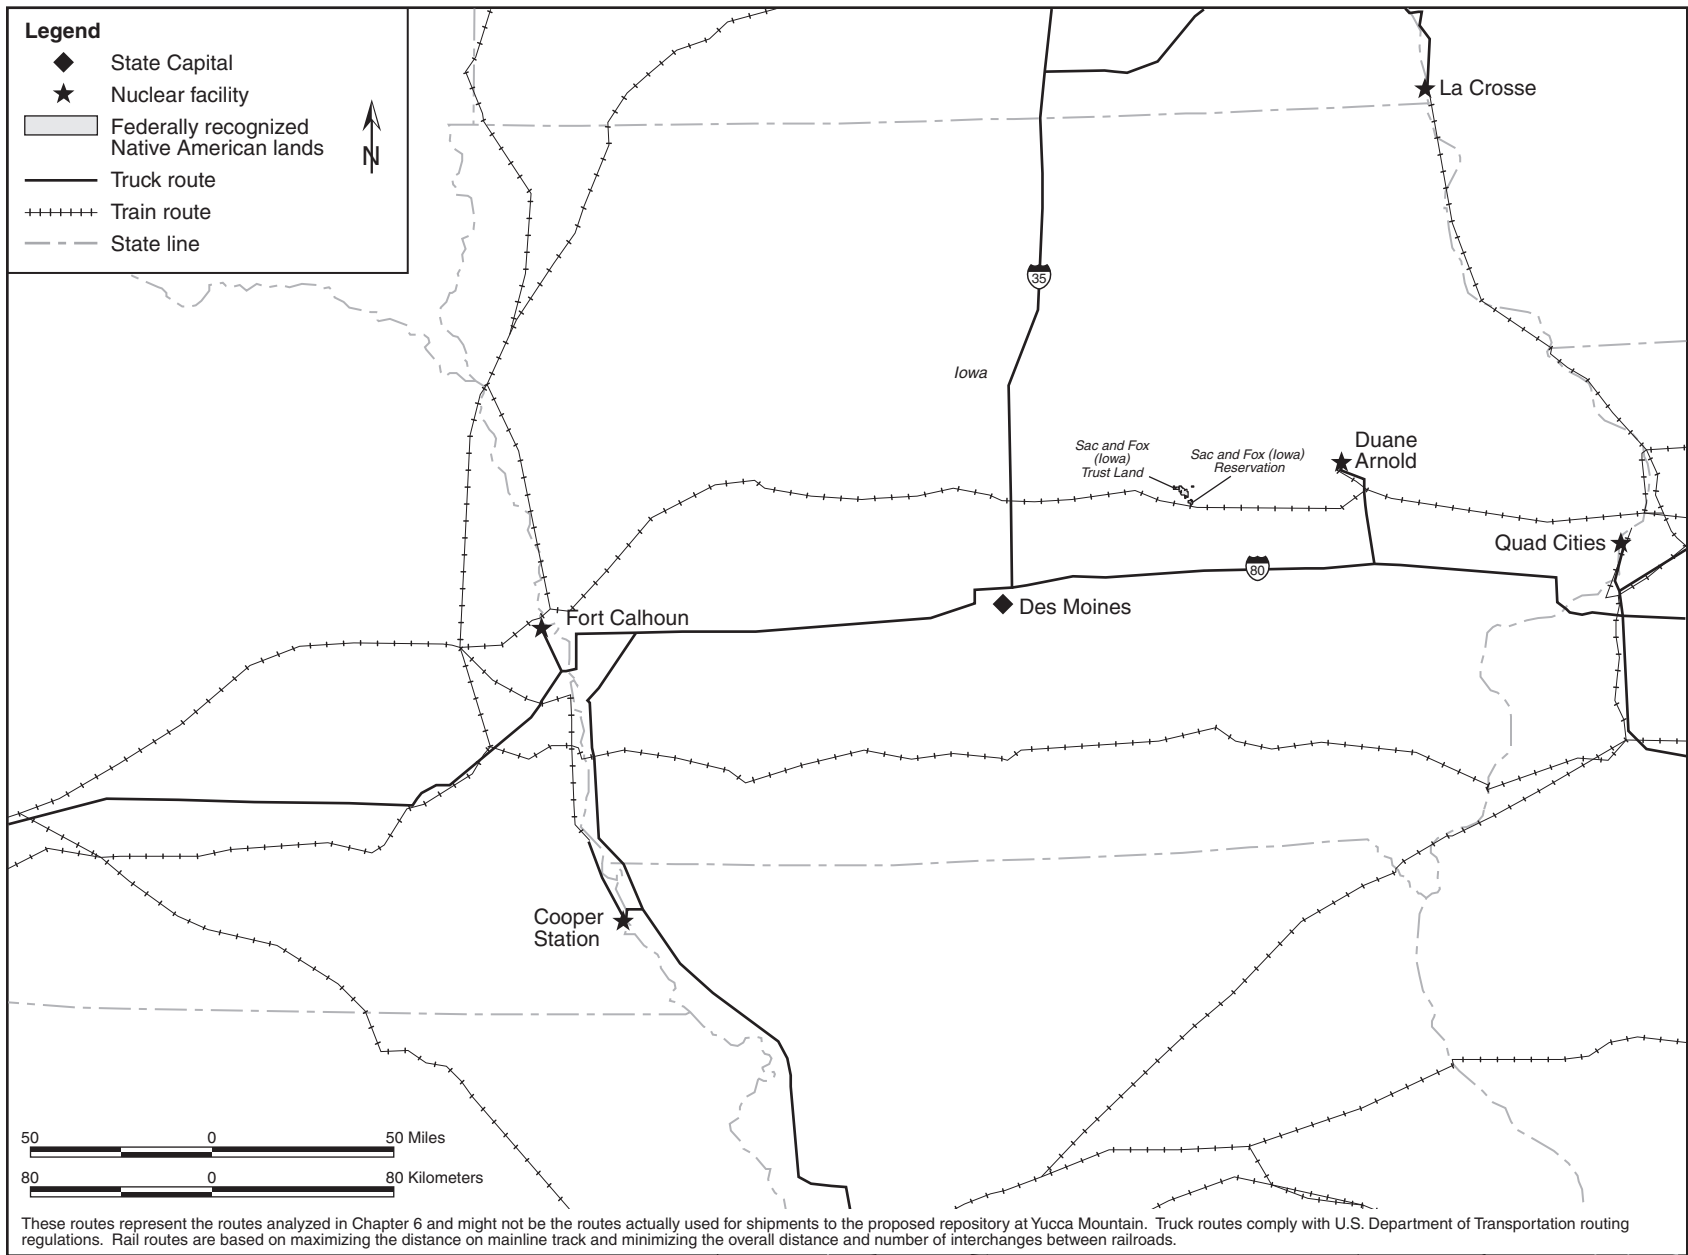 Legend
State Capital
Nuclear facility
Federally recognized
Native American lands
N
Truck route
Train route
State line
La Crosse
35
Iowa
Sac and Fox
(Iowa)
Trust Land
Sac and Fox (Iowa)
Reservation
Duane
Arnold
Quad Cities
80
Des Moines
Fort Calhoun
Cooper
Station
50 0 50 Miles
80 0 80 Kilometers
These routes represent the routes analyzed in Chapter 6 and might not be the routes actually used for shipments to the proposed repository at Yucca Mountain. Truck routes comply with U.S. Department of Transportation routing
regulations. Rail routes are based on maximizing the distance on mainline track and minimizing the overall distance and number of interchanges between railroads.